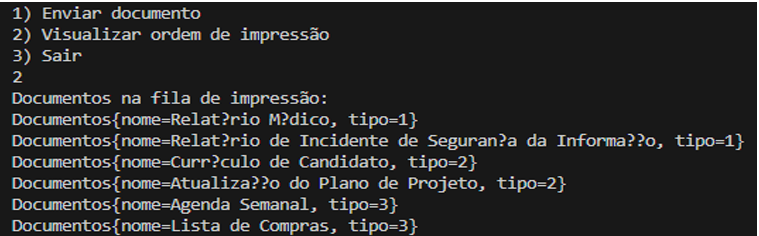 1) Enviar documento
2) Visualizar ordem de impressão
3) Sair
2
Documentos na fila de impressão:
Documentos{nome=Relat?rio M?dico, tipo=1}
Documentos{nome=Relat?rio de Incidente de Seguran?a da Informa??o, tipo=1}
Documentos{nome=Curr?culo de Candidato, tipo=2}
Documentos{nome=Atualiza??o do Plano de Projeto, tipo=2}
Documentos{nome=Agenda Semanal, tipo=3}
Documentos{nome=Lista de Compras, tipo=3}